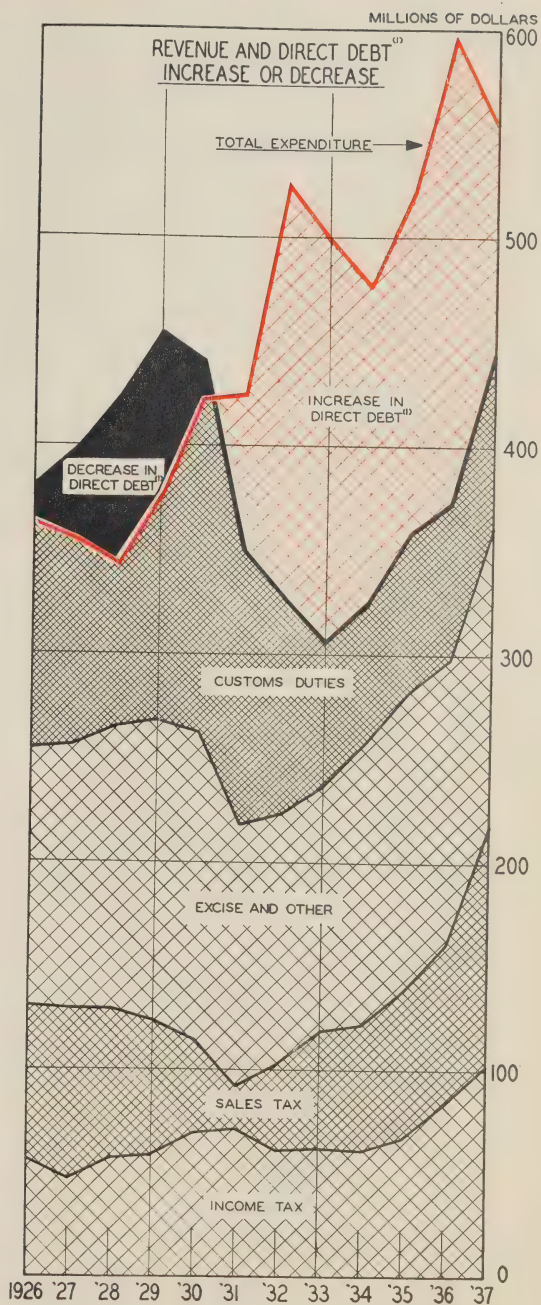 MILLIONS OF DOLLARS
600
REVENUE AND DIRECT DEBT(1)
INCREASE OR DECREASE
TOTAL EXPENDITURE
500
INCREASE IN
DIRECT DEBT(1)
400
DECREASE IN
DIRECT DEBT(1)
300
CUSTOMS DUTIES
200
EXCISE AND OTHER
100
SALES TAX
INCOME TAX
0
1926 '27 '28 '29 '30 '31 '32 '33 '34 '35 '36 '37